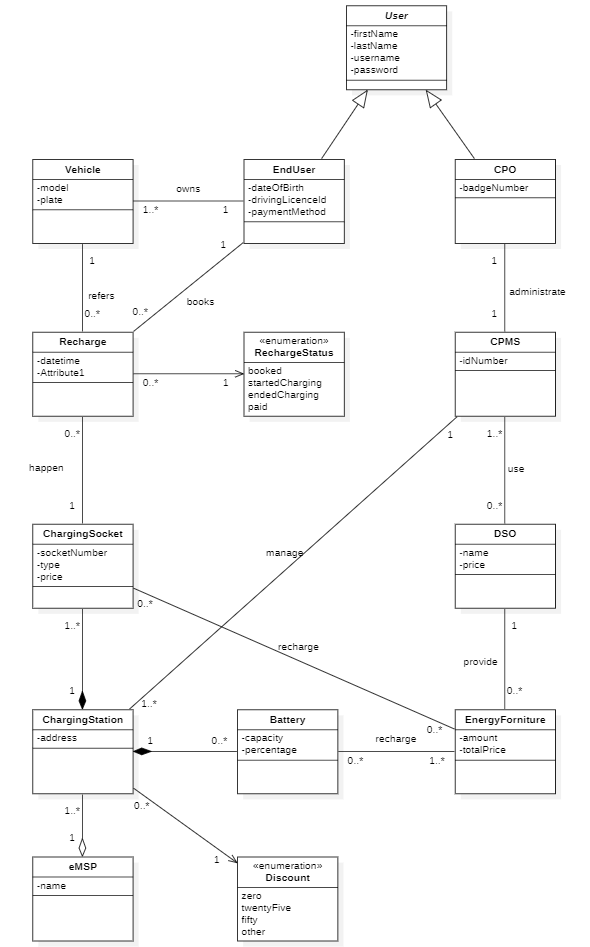 User
-firstName
-lastName
-username
-password
Vehicle
-model
-plate
owns
1..*
1
EndUser
-dateOfBirth
-drivingLicenceId
-paymentMethod
CPO
-badgeNumber
1
refers
0..*
1
books
0..*
1
administrate
1
Recharge
-datetime
-Attribute1
0..*
1
«enumeration»
RechargeStatus
booked
startedCharging
endedCharging
paid
CPMS
-idNumber
0..*
happen
1
1
manage
1..*
1..*
use
0..*
ChargingSocket
-socketNumber
-type
-price
DSO
-name
-price
0..*
recharge
0..*
1..*
1
1
provide
0..*
ChargingStation
-address
1
0..*
Battery
-capacity
-percentage
recharge
0..*
1..*
EnergyForniture
-amount
-totalPrice
1..*
1
0..*
1
eMSP
-name
«enumeration»
Discount
zero
twentyFive
fifty
other